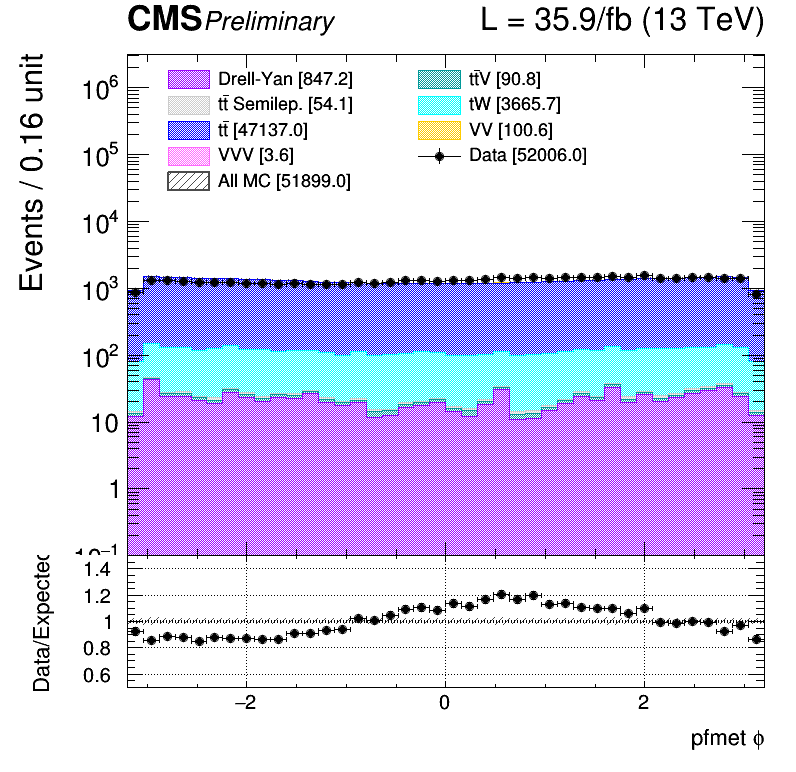 CMS Preliminary L = 35.9/fb (13 TeV)
Events / 0.16 unit
10⁶
10⁵
10⁴
10³
10²
10
1
10⁻¹
Drell-Yan [847.2]
tt̄ Semilep. [54.1]
tt̄ [47137.0]
VVV [3.6]
All MC [51899.0]
tt̄V [90.8]
tW [3665.7]
VV [100.6]
Data [52006.0]
Data/Expected
1.4
1.2
1
0.8
0.6
−2 0 2
pfmet ϕ